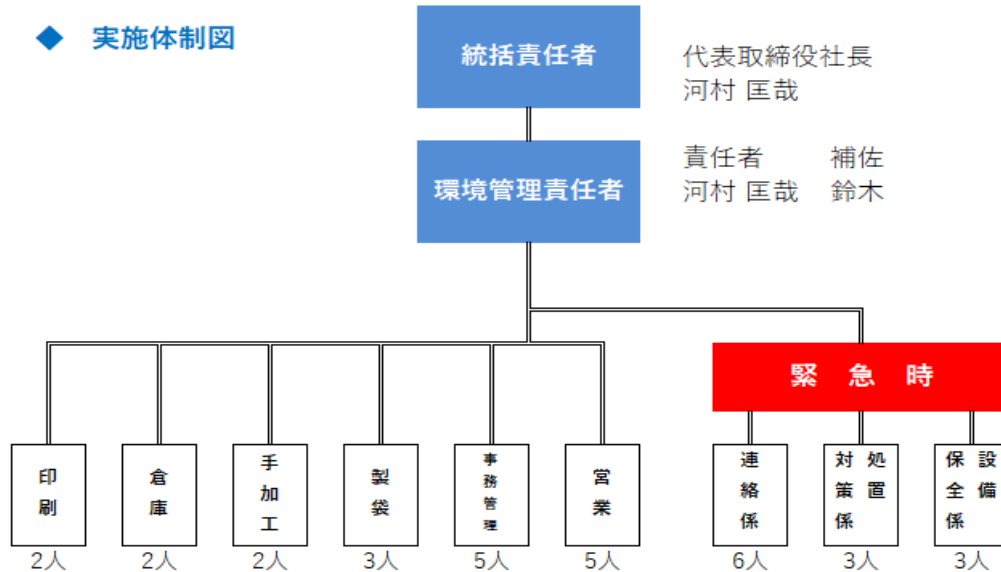 ◆ 実施体制図
統括責任者
代表取締役社長
河村 匡哉
環境管理責任者
責任者 補佐
河村 匡哉 鈴木
緊急時
印刷
倉庫
手加工
製袋
事務管理
営業
連絡係
処置対策係
設備保全係
2人
2人
2人
3人
5人
5人
6人
3人
3人